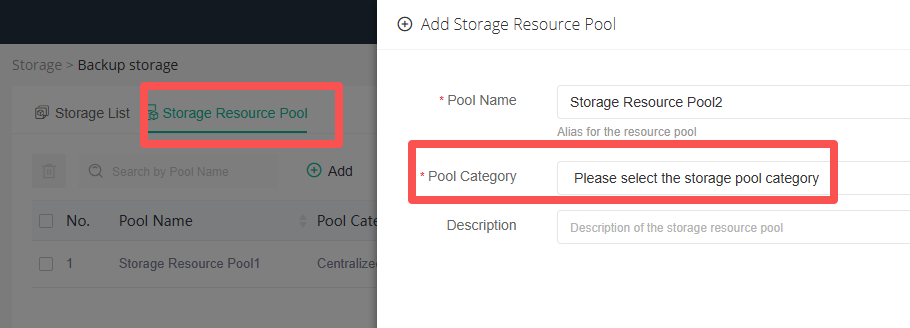 Add Storage Resource Pool
Storage > Backup storage
Storage List
Storage Resource Pool
* Pool Name
Storage Resource Pool2
Alias for the resource pool
Search by Pool Name
Add
* Pool Category
Please select the storage pool category
No.
Pool Name
Pool Cate
Description
Description of the storage resource pool
1
Storage Resource Pool1
Centralize